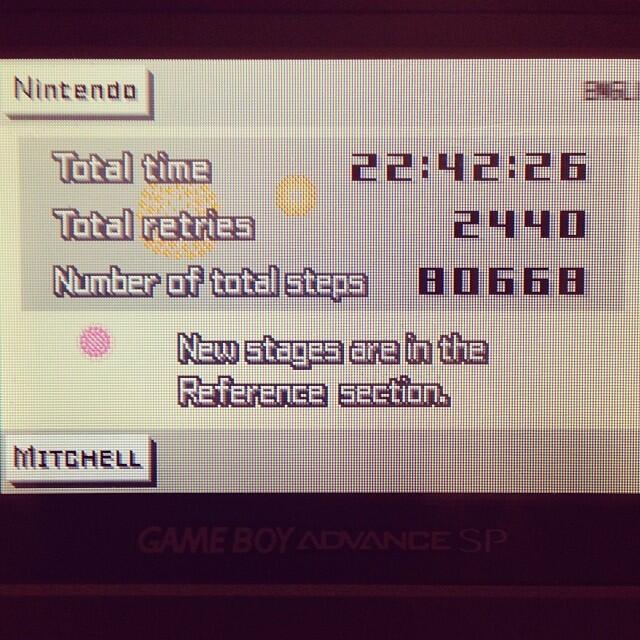 Nintendo
Total time 22:42:26
Total retries 2440
Number of total steps 80668
New stages are in the
Reference section.
MITCHELL
GAME BOY ADVANCE SP